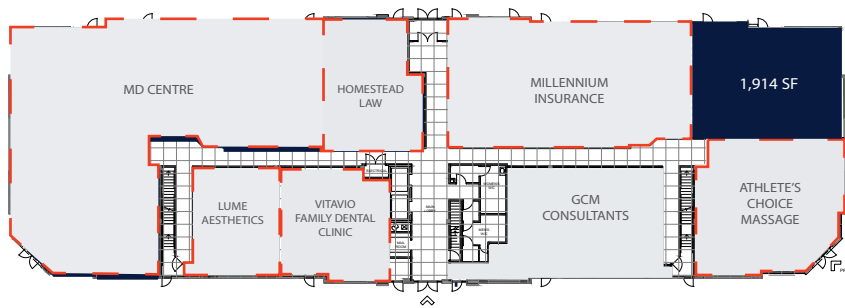 MD CENTRE
HOMESTEAD
LAW
MILLENNIUM
INSURANCE
1,914 SF
LUME
AESTHETICS
VITAVIO
FAMILY DENTAL
CLINIC
GCM
CONSULTANTS
ATHLETE'S
CHOICE
MASSAGE